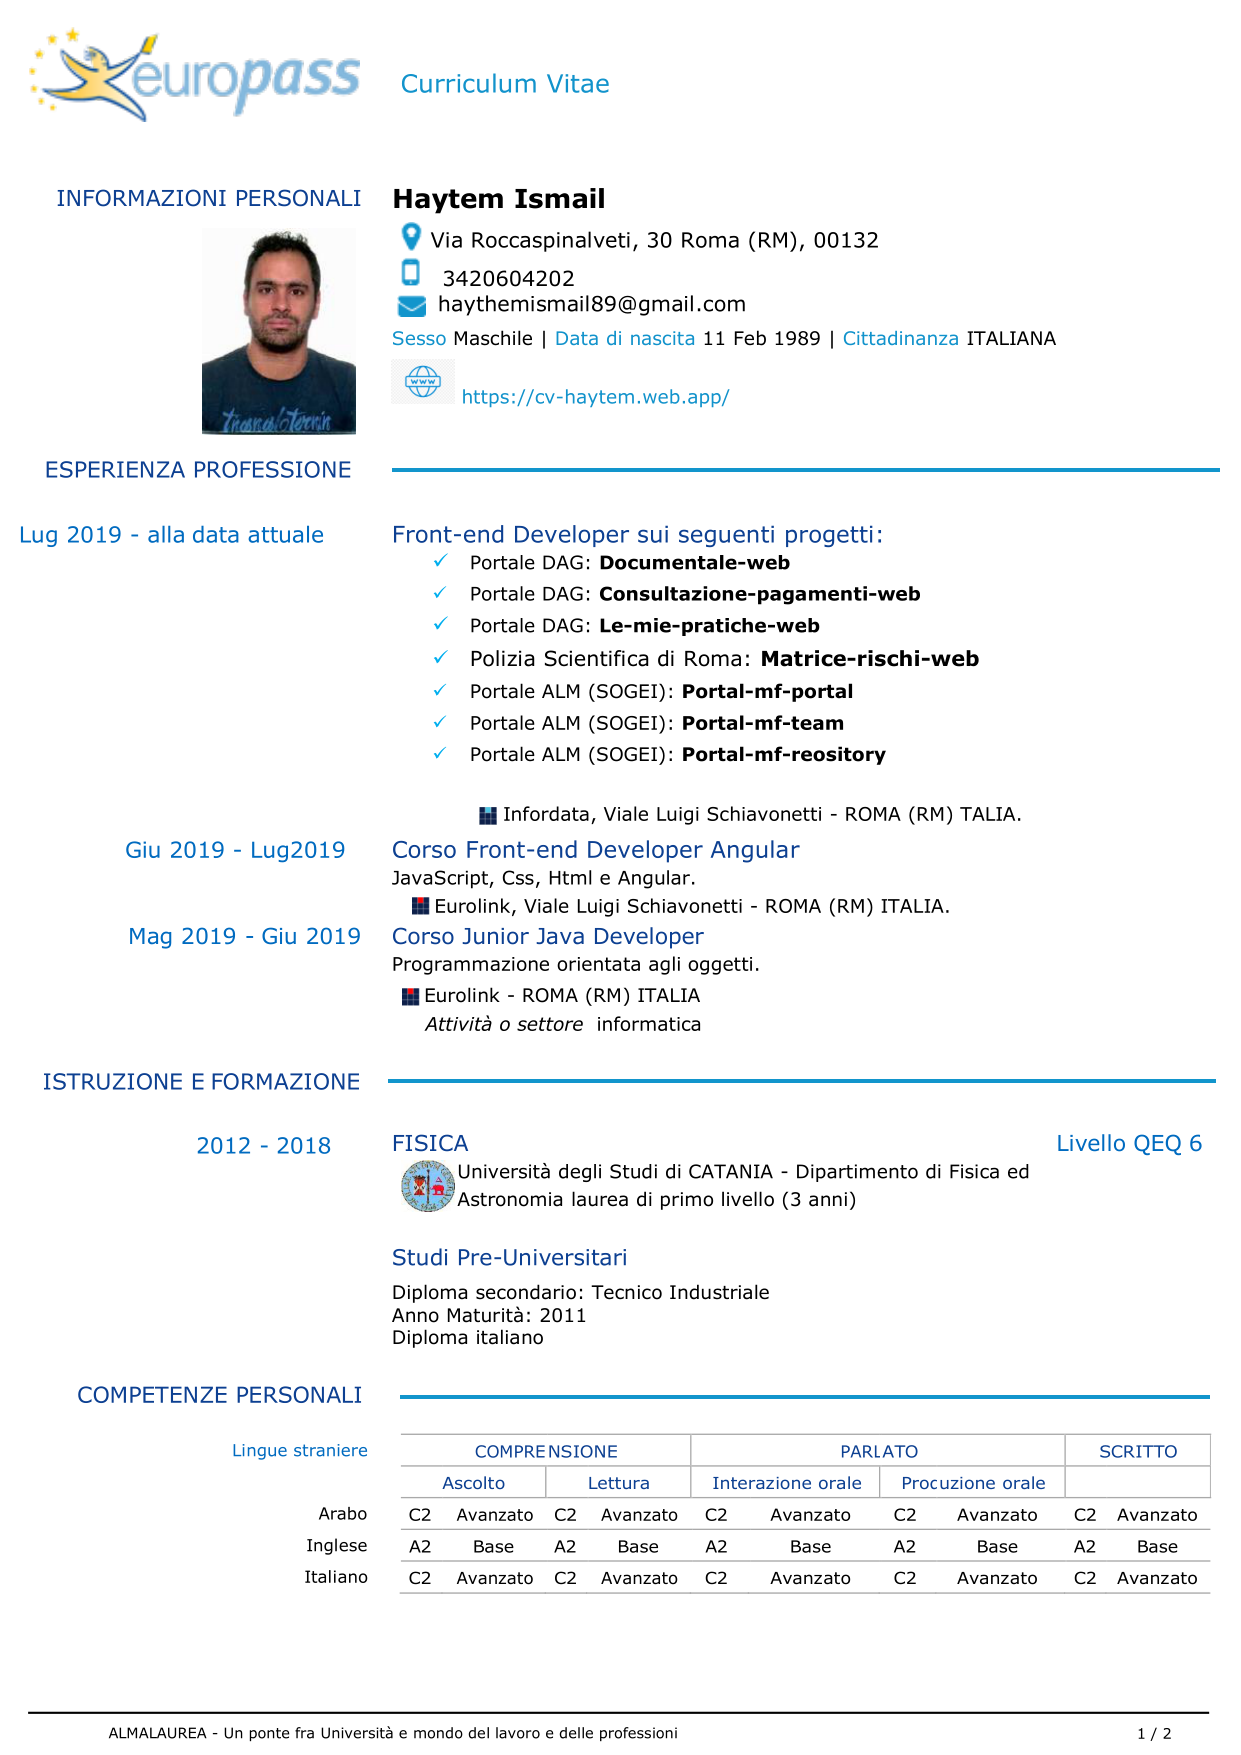 europass
Curriculum Vitae
INFORMAZIONI PERSONALI
Haytem Ismail
Via Roccaspinalveti, 30 Roma (RM), 00132
3420604202
haythemismail89@gmail.com
Sesso Maschile | Data di nascita 11 Feb 1989 | Cittadinanza ITALIANA
www
https://cv-haytem.web.app/
ESPERIENZA PROFESSIONE
Lug 2019 - alla data attuale
Front-end Developer sui seguenti progetti:
Portale DAG: Documentale-web
Portale DAG: Consultazione-pagamenti-web
Portale DAG: Le-mie-pratiche-web
Polizia Scientifica di Roma: Matrice-rischi-web
Portale ALM (SOGEI): Portal-mf-portal
Portale ALM (SOGEI): Portal-mf-team
Portale ALM (SOGEI): Portal-mf-reository
Infordata, Viale Luigi Schiavonetti - ROMA (RM) TALIA.
Giu 2019 - Lug2019
Corso Front-end Developer Angular
JavaScript, Css, Html e Angular.
Eurolink, Viale Luigi Schiavonetti - ROMA (RM) ITALIA.
Mag 2019 - Giu 2019
Corso Junior Java Developer
Programmazione orientata agli oggetti.
Eurolink - ROMA (RM) ITALIA
Attività o settore informatica
ISTRUZIONE E FORMAZIONE
2012 - 2018
FISICA Livello QEQ 6
Università degli Studi di CATANIA - Dipartimento di Fisica ed
Astronomia laurea di primo livello (3 anni)
Studi Pre-Universitari
Diploma secondario: Tecnico Industriale
Anno Maturità: 2011
Diploma italiano
COMPETENZE PERSONALI
Lingue straniere COMPRENSIONE PARLATO SCRITTO
Ascolto Lettura Interazione orale Procuzione orale
Arabo C2 Avanzato C2 Avanzato C2 Avanzato C2 Avanzato C2 Avanzato
Inglese A2 Base A2 Base A2 Base A2 Base A2 Base
Italiano C2 Avanzato C2 Avanzato C2 Avanzato C2 Avanzato C2 Avanzato
ALMALAUREA - Un ponte fra Università e mondo del lavoro e delle professioni 1 / 2